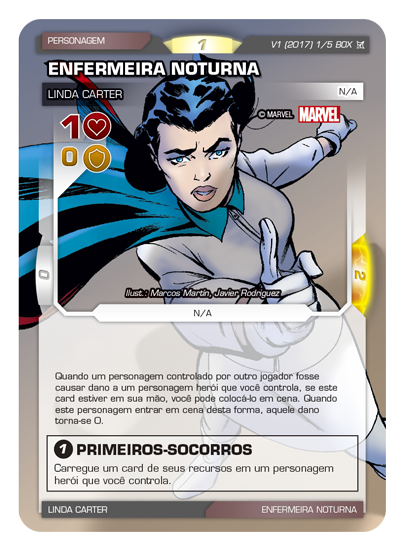 PERSONAGEM
1
V1 (2017) 1/5 BOX
ENFERMEIRA NOTURNA
LINDA CARTER
N/A
1
© MARVEL MARVEL
0
0
2
Ilust.: Marcos Martin, Javier Rodriguez
N/A
Quando um personagem controlado por outro jogador fosse
causar dano a um personagem herói que você controla, se este
card estiver em sua mão, você pode colocá-lo em cena. Quando
este personagem entrar em cena desta forma, aquele dano
torna-se 0.
1 PRIMEIROS-SOCORROS
Carregue um card de seus recursos em um personagem
herói que você controla.
LINDA CARTER
ENFERMEIRA NOTURNA